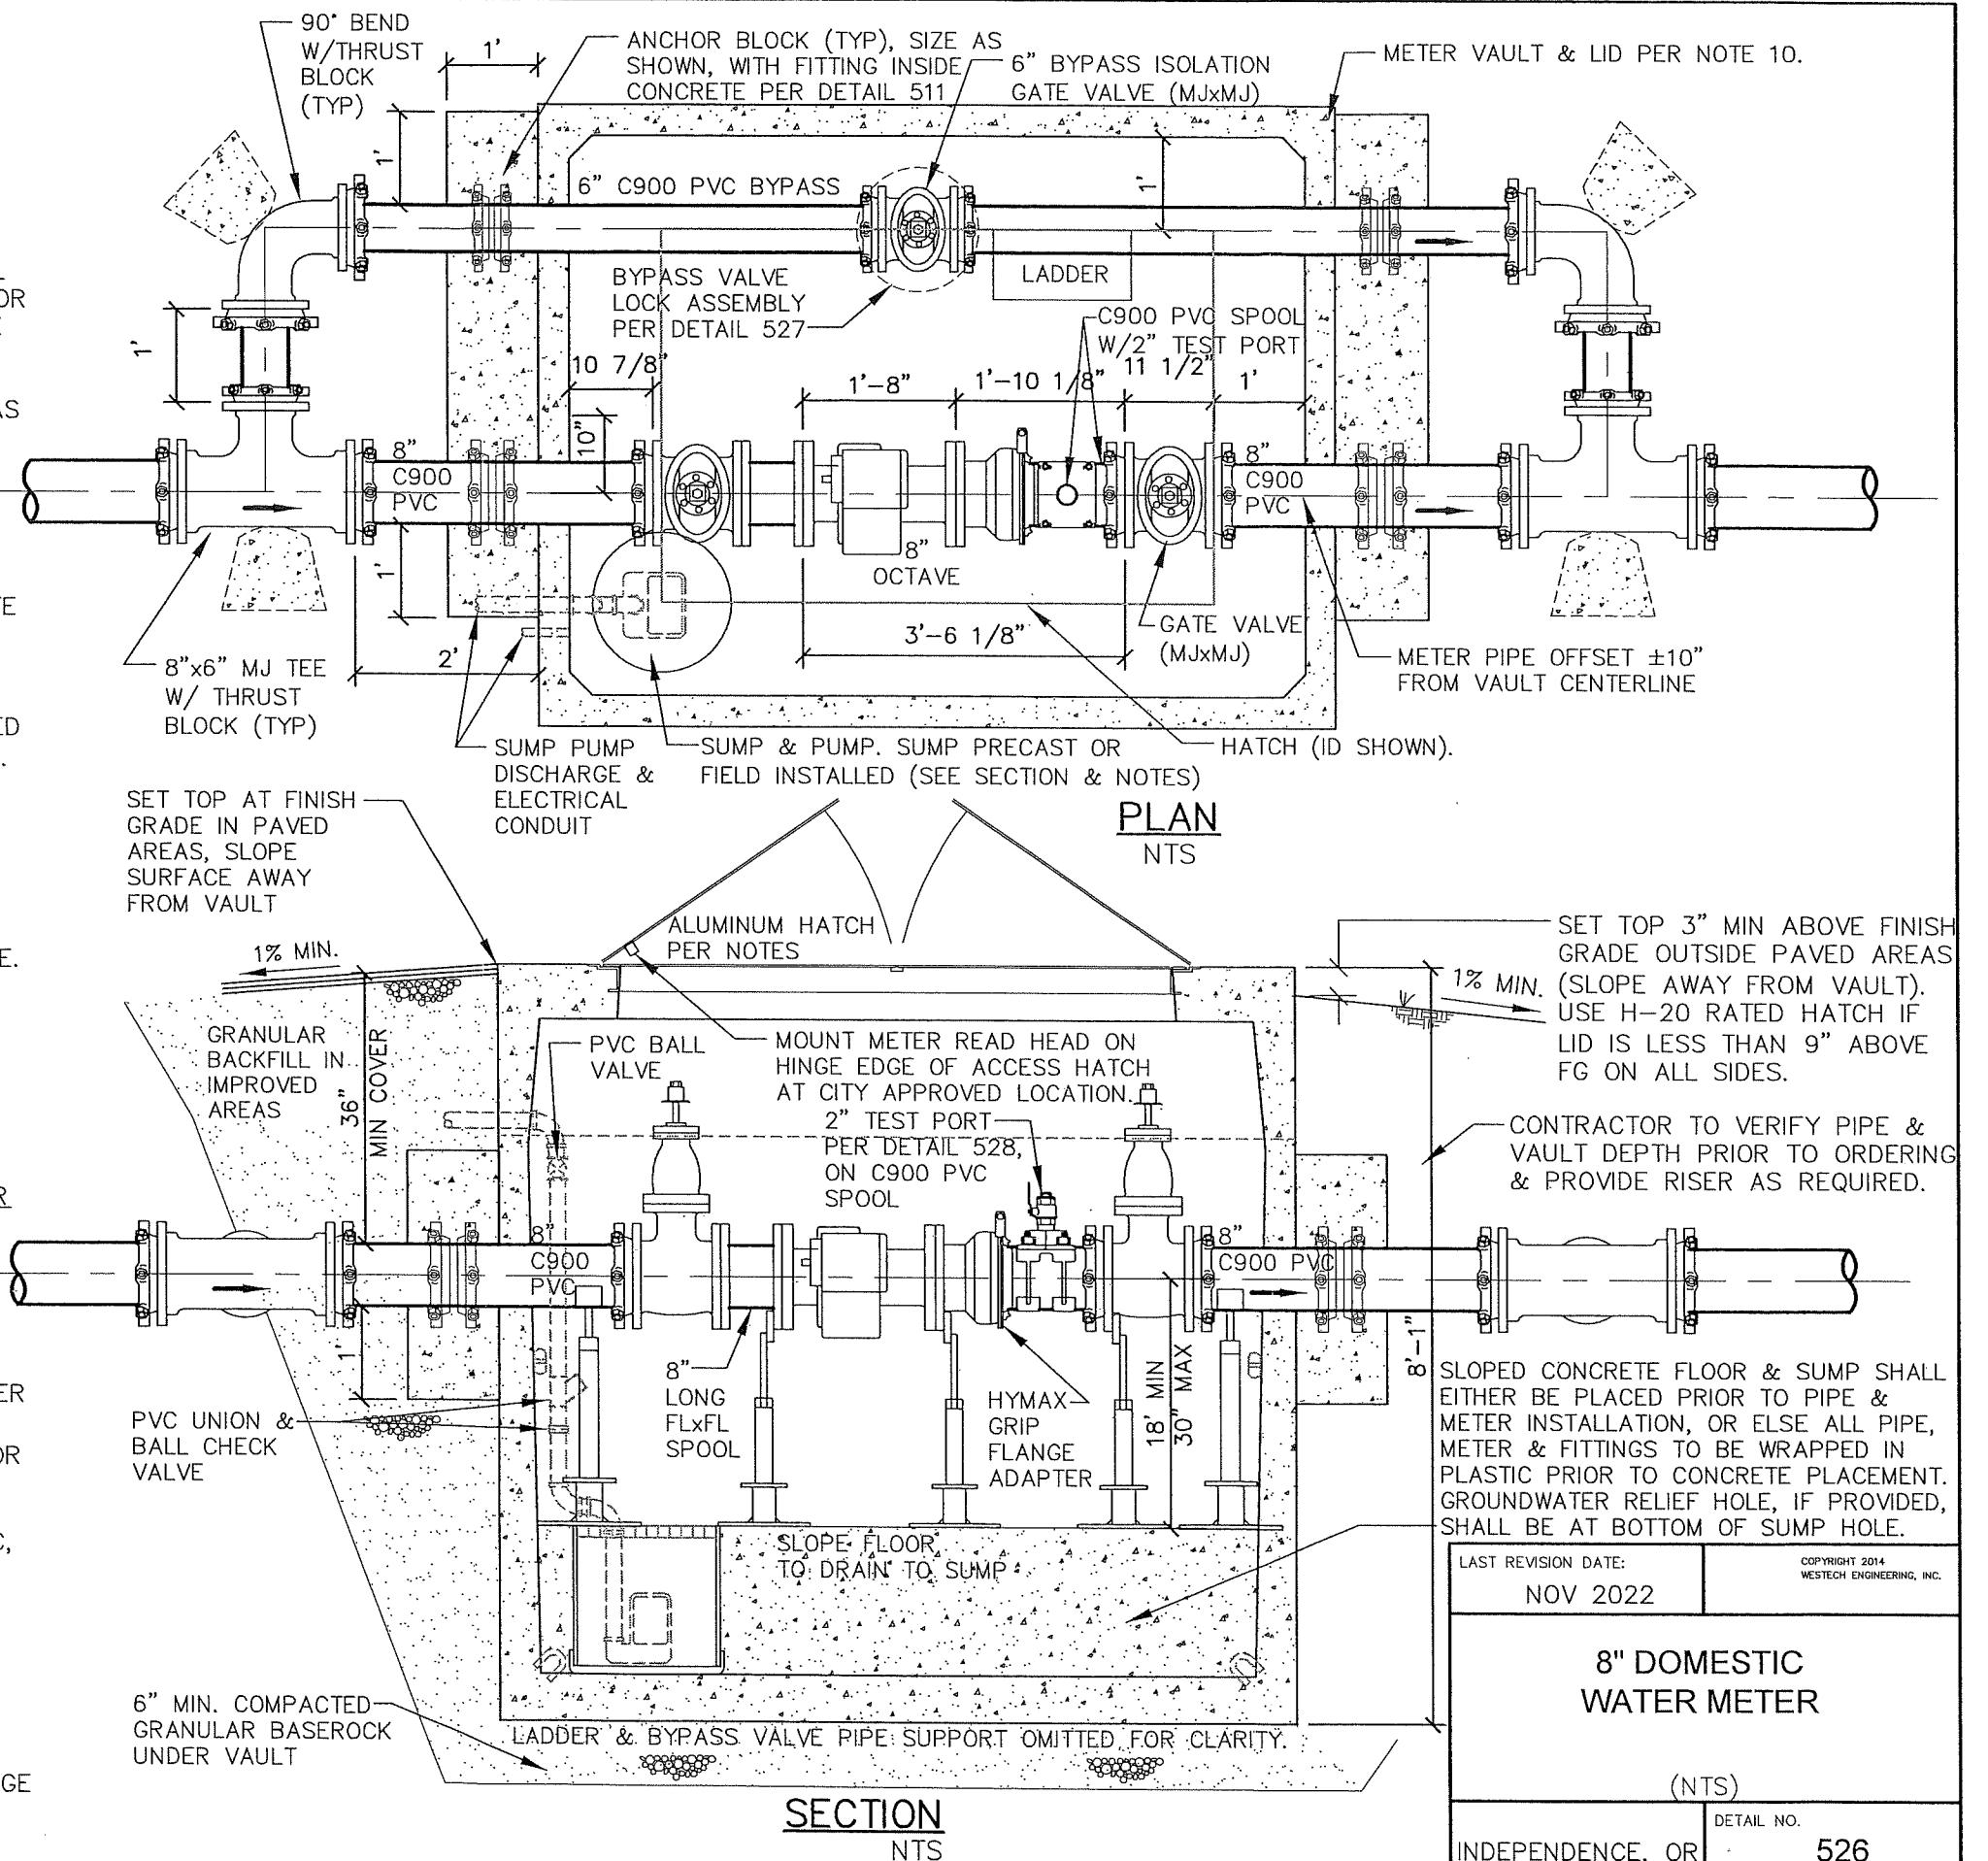 90° BEND
W/THRUST
BLOCK
(TYP)
1'
ANCHOR BLOCK (TYP), SIZE AS
SHOWN, WITH FITTING INSIDE
CONCRETE PER DETAIL 511
6" BYPASS ISOLATION
GATE VALVE (MJxMJ)
METER VAULT & LID PER NOTE 10.
1'
1'
6" C900 PVC BYPASS
OR
BYPASS VALVE
LOCK ASSEMBLY
PER DETAIL 527
LADDER
C900 PVC SPOOL
W/2" TEST PORT
1'
10 7/8"
1'-8"
1'-10 1/8"
11 1/2"
1'
AS
10"
8"
C900
PVC
8"
C900
PVC
1'
8"
OCTAVE
TE
3'-6 1/8"
GATE VALVE
(MJxMJ)
2'
8"x6" MJ TEE
W/ THRUST
BLOCK (TYP)
METER PIPE OFFSET ±10"
FROM VAULT CENTERLINE
ED
.
SUMP PUMP
DISCHARGE &
ELECTRICAL
CONDUIT
SUMP & PUMP. SUMP PRECAST OR
FIELD INSTALLED (SEE SECTION & NOTES)
HATCH (ID SHOWN).
PLAN
NTS
SET TOP AT FINISH
GRADE IN PAVED
AREAS, SLOPE
SURFACE AWAY
FROM VAULT
ALUMINUM HATCH
PER NOTES
SET TOP 3" MIN ABOVE FINISH
GRADE OUTSIDE PAVED AREAS
(SLOPE AWAY FROM VAULT).
USE H-20 RATED HATCH IF
LID IS LESS THAN 9" ABOVE
FG ON ALL SIDES.
E.
1% MIN.
1% MIN.
GRANULAR
BACKFILL IN
IMPROVED
AREAS
36"
MIN COVER
PVC BALL
VALVE
MOUNT METER READ HEAD ON
HINGE EDGE OF ACCESS HATCH
AT CITY APPROVED LOCATION.
2" TEST PORT
PER DETAIL 528,
ON C900 PVC
SPOOL
CONTRACTOR TO VERIFY PIPE &
VAULT DEPTH PRIOR TO ORDERING
& PROVIDE RISER AS REQUIRED.
R
8"
C900
PVC
8"
C900 PVC
1'
8'-1"
ER
OR
C,
PVC UNION &
BALL CHECK
VALVE
8"
LONG
FLxFL
SPOOL
HYMAX
GRIP
FLANGE
ADAPTER
18' MIN
30" MAX
SLOPED CONCRETE FLOOR & SUMP SHALL
EITHER BE PLACED PRIOR TO PIPE &
METER INSTALLATION, OR ELSE ALL PIPE,
METER & FITTINGS TO BE WRAPPED IN
PLASTIC PRIOR TO CONCRETE PLACEMENT.
GROUNDWATER RELIEF HOLE, IF PROVIDED,
SHALL BE AT BOTTOM OF SUMP HOLE.
SLOPE FLOOR
TO DRAIN TO SUMP
6" MIN. COMPACTED
GRANULAR BASEROCK
UNDER VAULT
LADDER & BYPASS VALVE PIPE SUPPORT OMITTED FOR CLARITY.
GE
SECTION
NTS
LAST REVISION DATE:
NOV 2022
COPYRIGHT 2014
WESTECH ENGINEERING, INC.
8" DOMESTIC
WATER METER
(NTS)
INDEPENDENCE, OR
DETAIL NO.
526